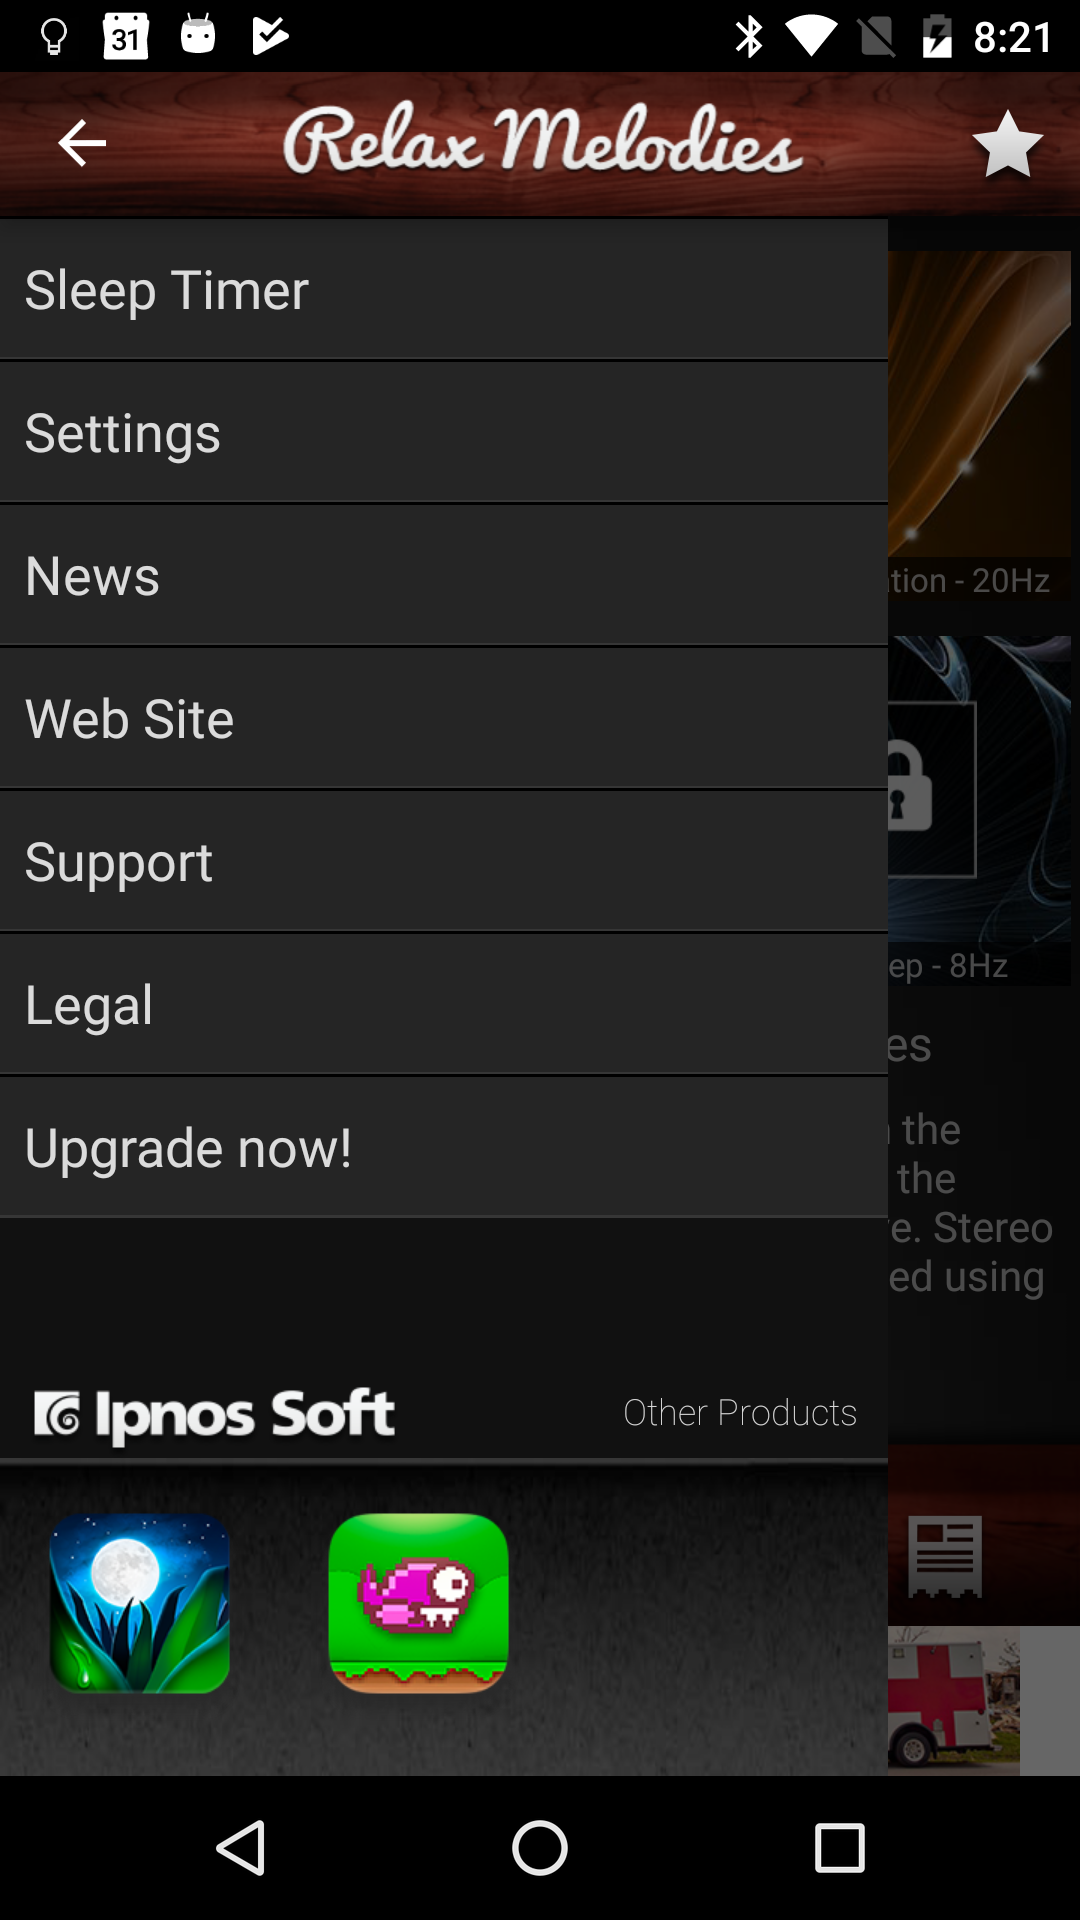 31
8:21
Relax Melodies
Sleep Timer
Settings
News
Web Site
Support
Legal
Upgrade now!
tion - 20Hz
ep - 8Hz
es
the
the
e. Stereo
ed using
Ipnos Soft
Other Products